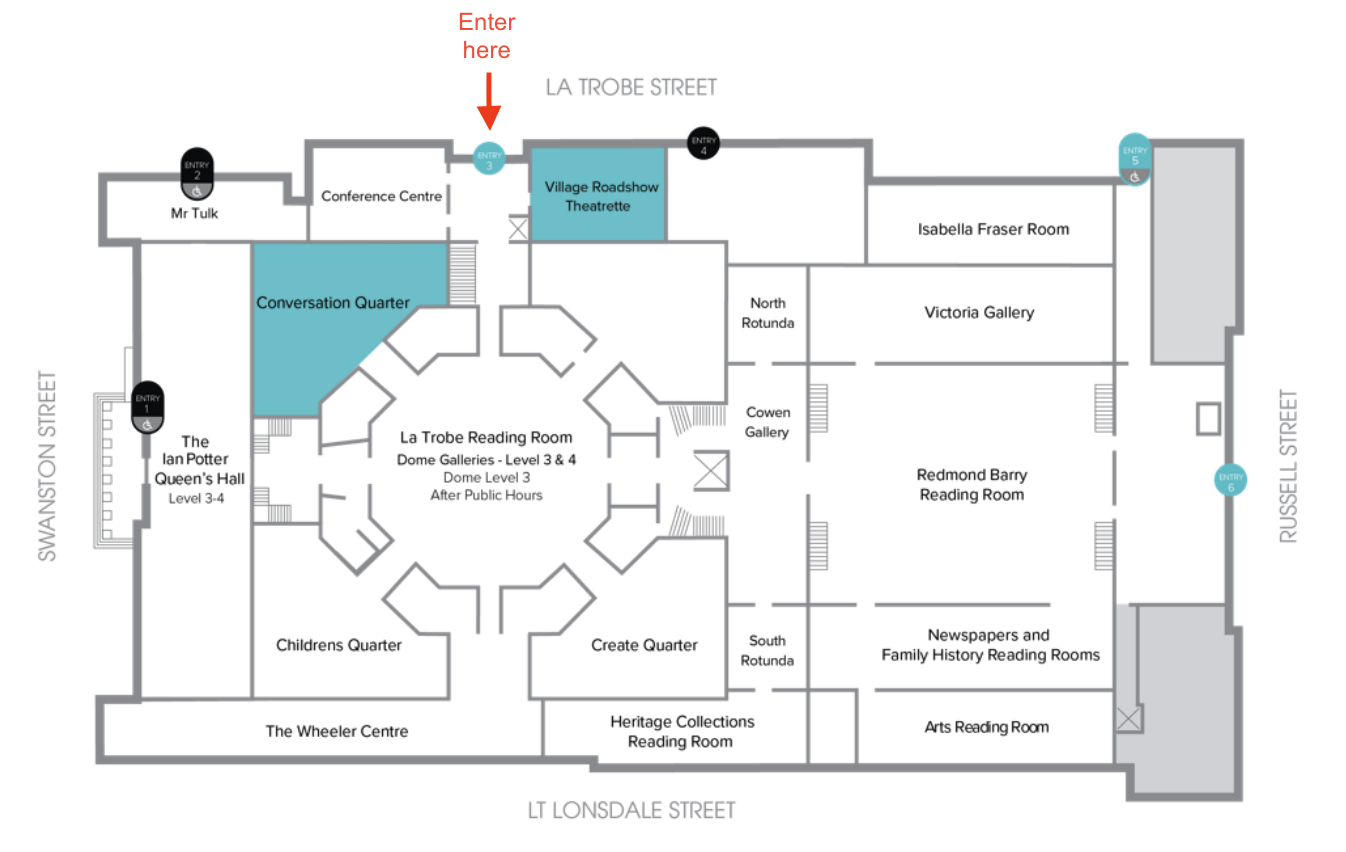 Enter
here
LA TROBE STREET
ENTRY
2
ENTRY
3
ENTRY
4
ENTRY
5
Mr Tulk
Conference Centre
Village Roadshow
Theatrette
Isabella Fraser Room
Conversation Quarter
North
Rotunda
Victoria Gallery
SWANSTON STREET
ENTRY
1
The
Ian Potter
Queen's Hall
Level 3-4
La Trobe Reading Room
Dome Galleries - Level 3 & 4
Dome Level 3
After Public Hours
Cowen
Gallery
Redmond Barry
Reading Room
ENTRY
6
RUSSELL STREET
Childrens Quarter
Create Quarter
South
Rotunda
Newspapers and
Family History Reading Rooms
The Wheeler Centre
Heritage Collections
Reading Room
Arts Reading Room
LT LONSDALE STREET